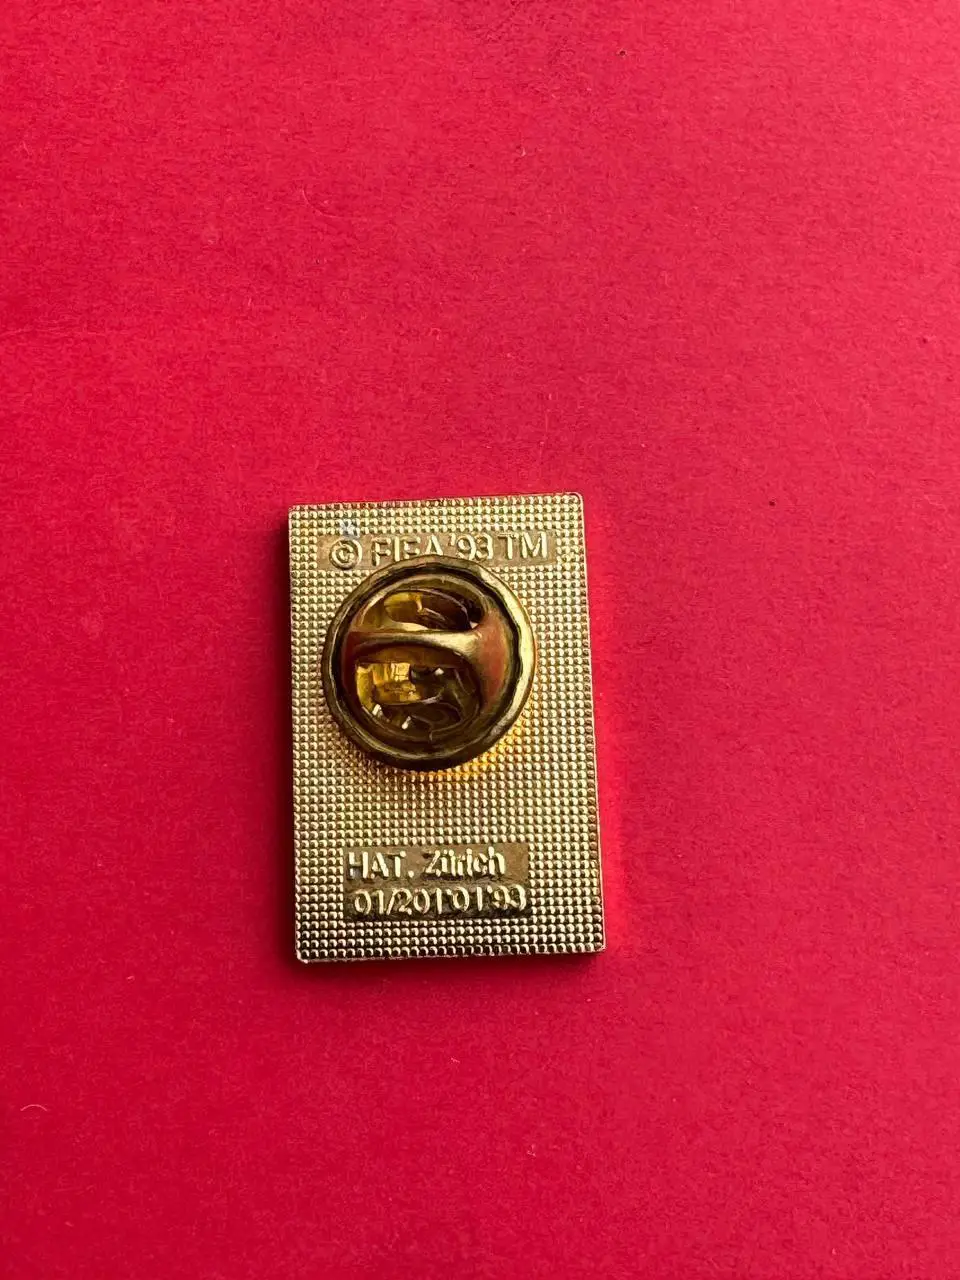 © FIFA '93 TM
HAT. Zürich
01/201'01'93